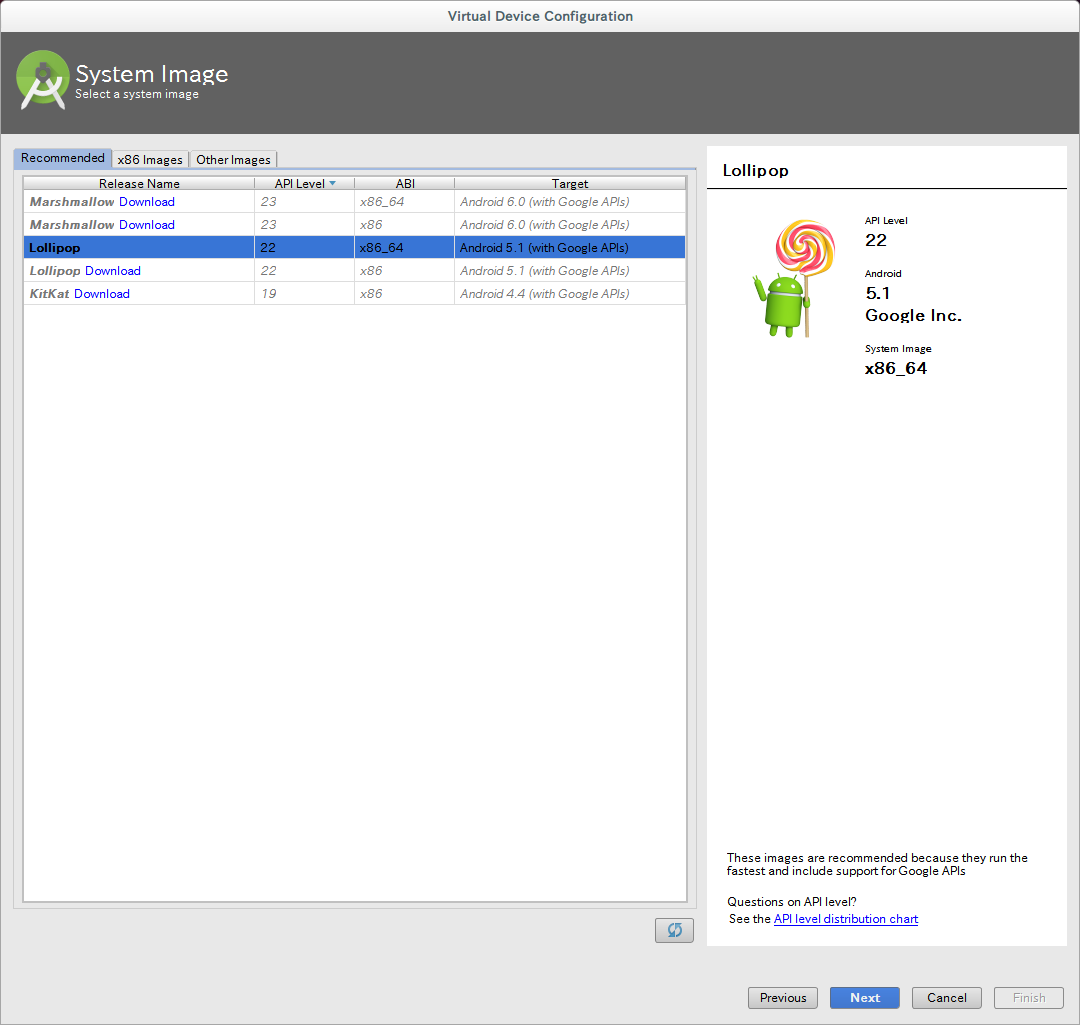 Virtual Device Configuration
System Image
Select a system image
Recommended x86 Images Other Images
Release Name API Level ABI Target
Marshmallow Download 23 x86_64 Android 6.0 (with Google APIs)
Marshmallow Download 23 x86 Android 6.0 (with Google APIs)
Lollipop 22 x86_64 Android 5.1 (with Google APIs)
Lollipop Download 22 x86 Android 5.1 (with Google APIs)
KitKat Download 19 x86 Android 4.4 (with Google APIs)
Lollipop
API Level
22
Android
5.1
Google Inc.
System Image
x86_64
These images are recommended because they run the
fastest and include support for Google APIs
Questions on API level?
See the API level distribution chart
Previous Next Cancel Finish